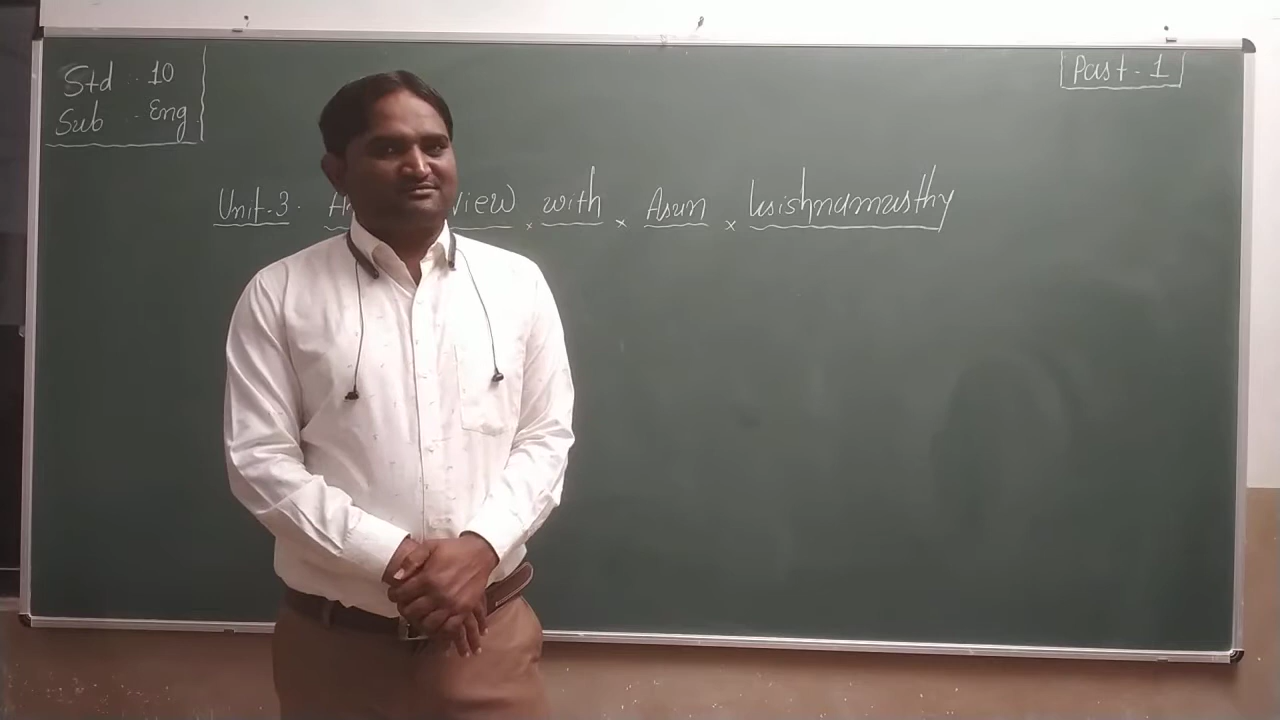 Std : 10
Sub : Eng
Part - 1
Unit-3. view with Arun Krishnamurthy